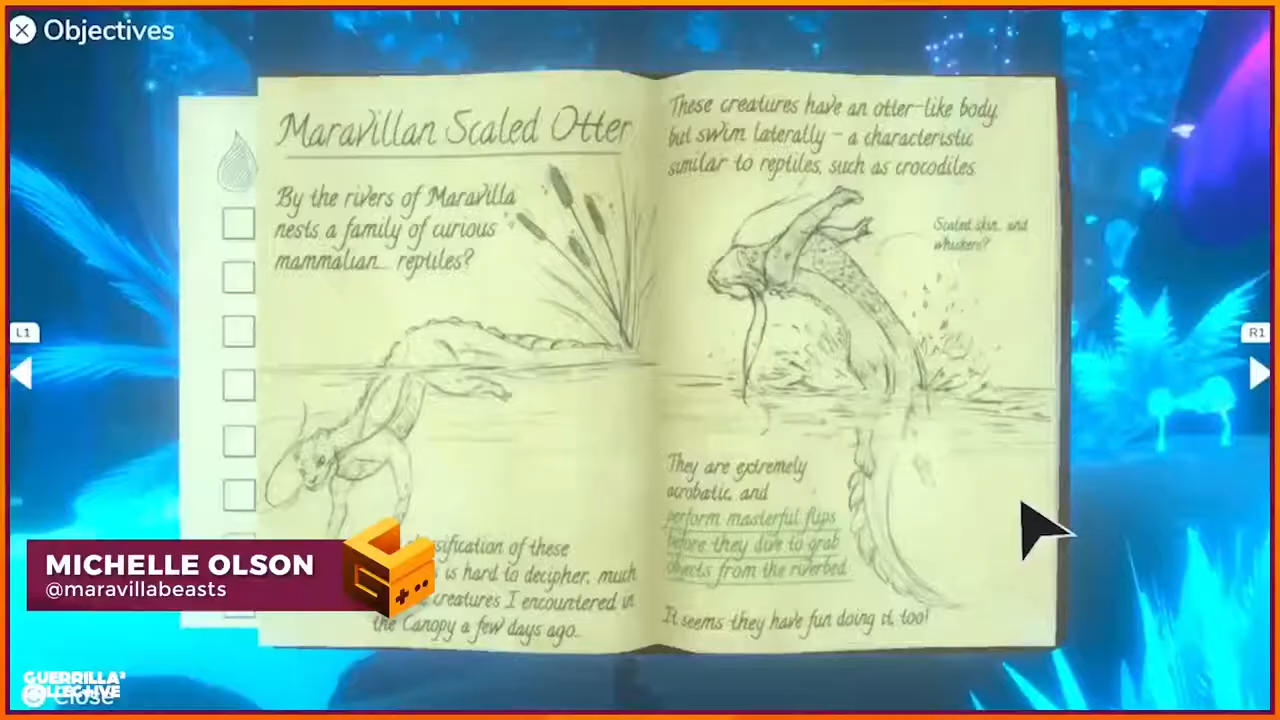 Objectives
Maravillan Scaled Otter
By the rivers of Maravilla
nests a family of curious
mammalian... reptiles?
sification of these
is hard to decipher, much
creatures I encountered in
the Canopy a few days ago...
These creatures have an otter-like body,
but swim laterally - a characteristic
similar to reptiles, such as crocodiles.
Scaled skin... and
whiskers?
They are extremely
acrobatic, and
perform masterful flips
before they dive to grab
objects from the riverbed.
It seems they have fun doing it, too!
L1
R1
MICHELLE OLSON
@maravillabeasts
GUERRILLA
COLLECTIVE
Close